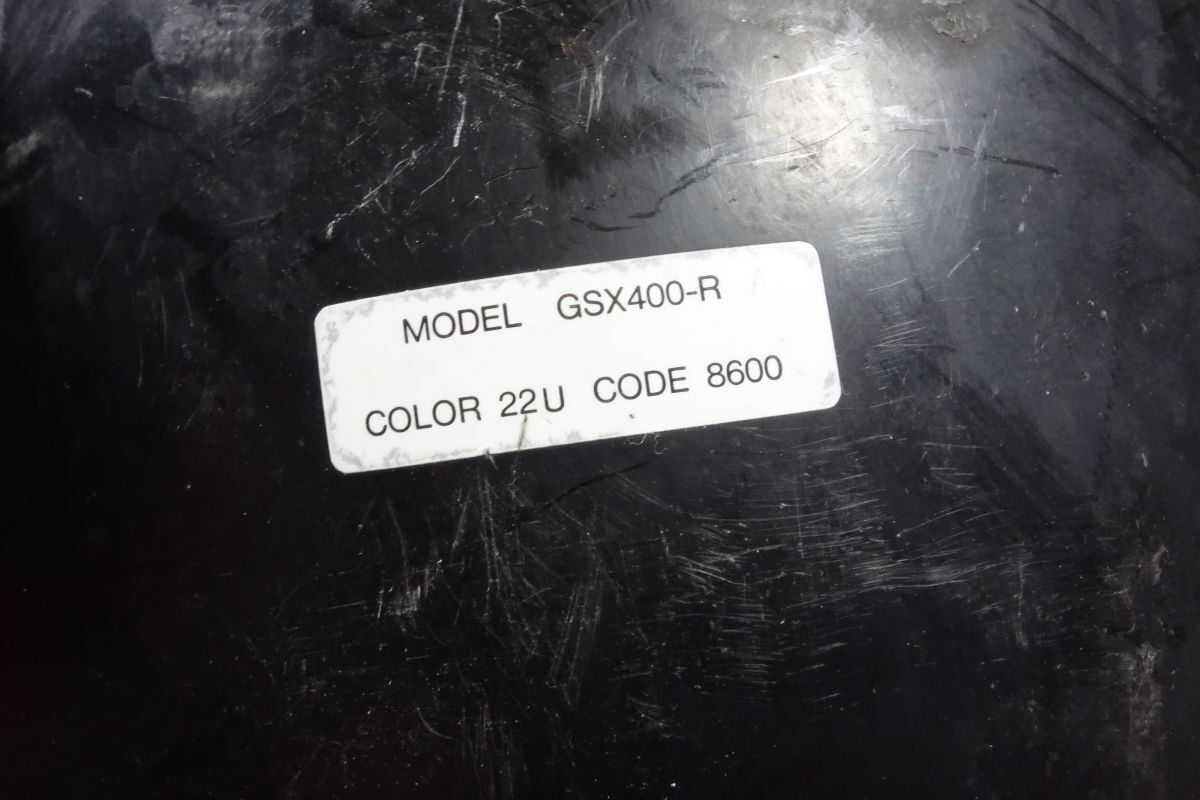 MODEL GSX400-R
COLOR 22U CODE 8600